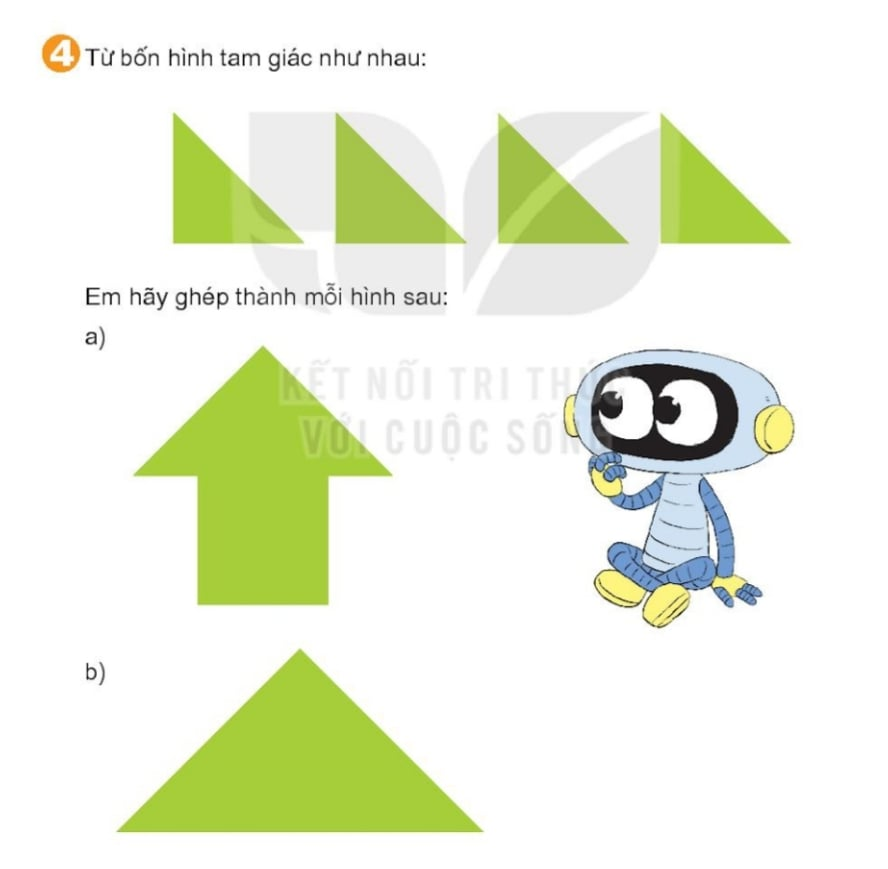 4 Từ bốn hình tam giác như nhau:
Em hãy ghép thành mỗi hình sau:
a)
KẾT NỐI TRI THỨC
VỚI CUỘC SỐNG
b)